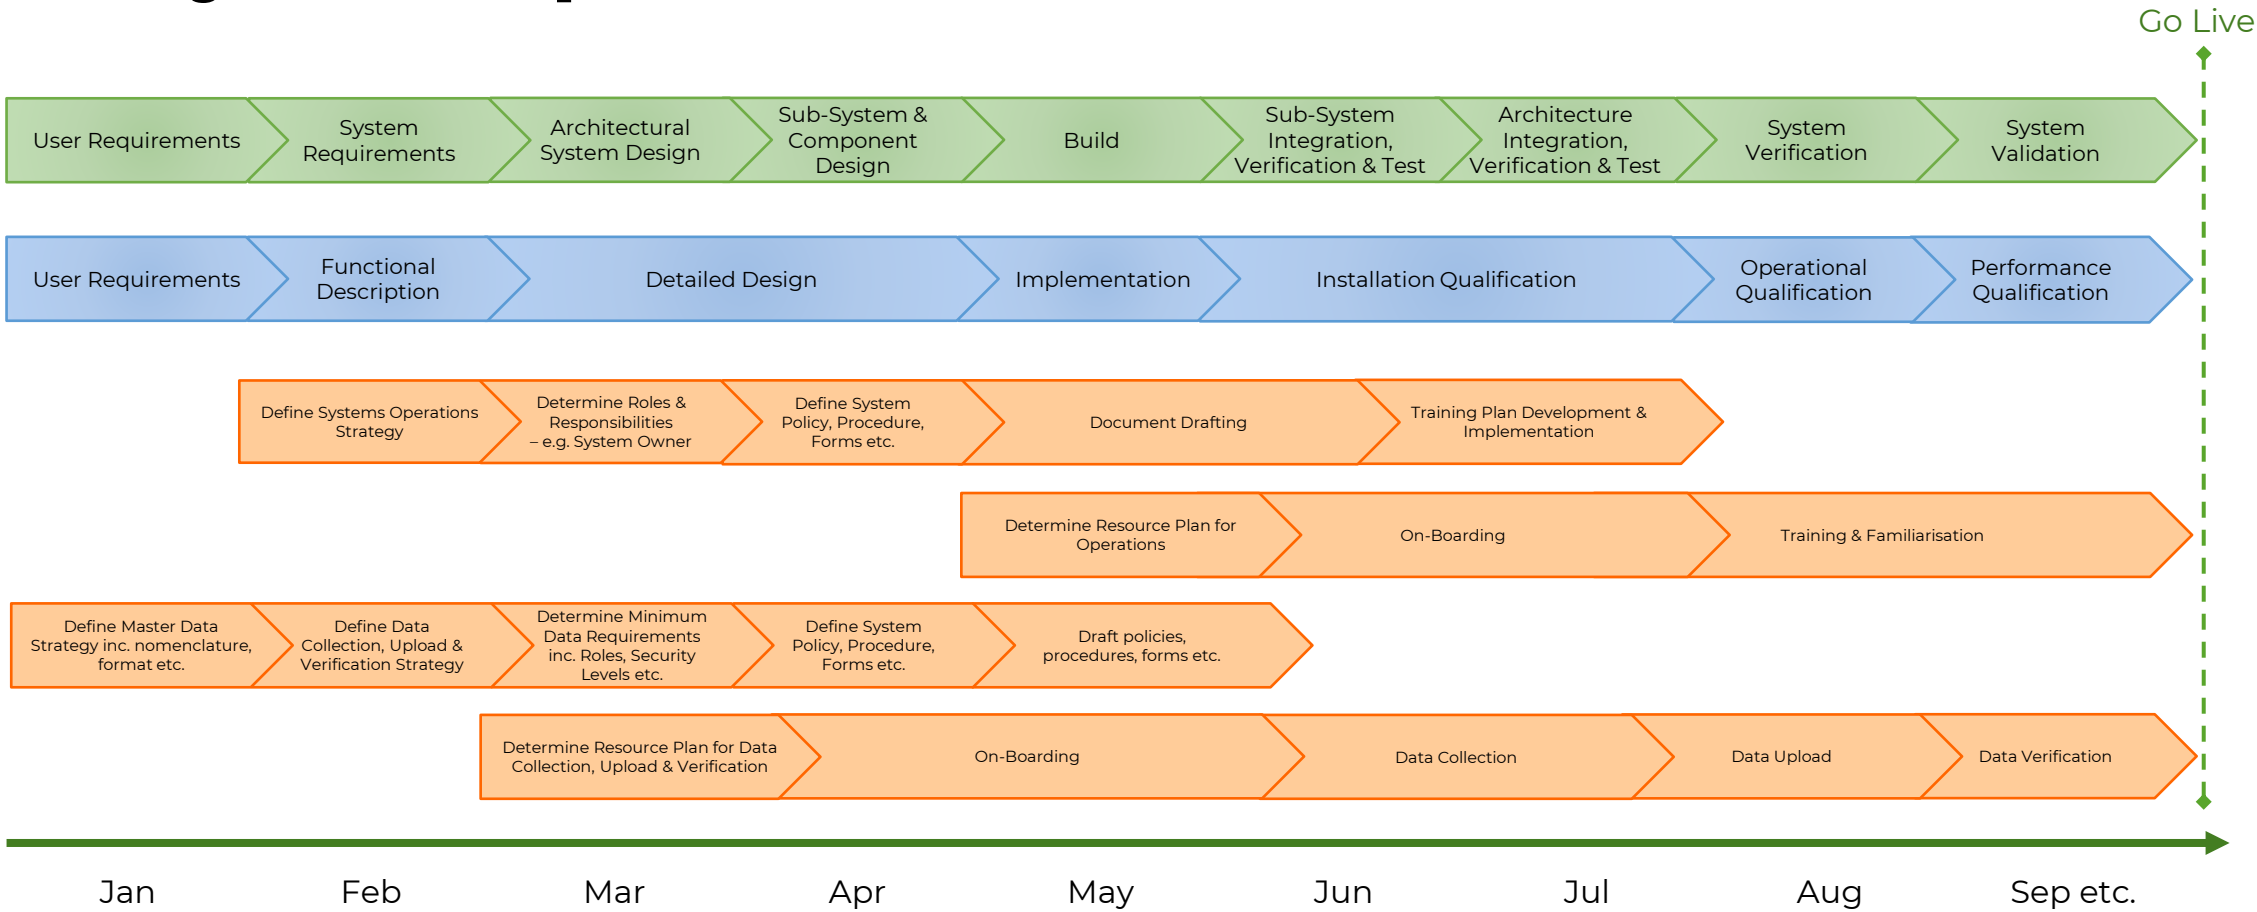 Go Live
User Requirements
System
Requirements
Architectural
System Design
Sub-System &
Component
Design
Build
Sub-System
Integration,
Verification & Test
Architecture
Integration,
Verification & Test
System
Verification
System
Validation
User Requirements
Functional
Description
Detailed Design
Implementation
Installation Qualification
Operational
Qualification
Performance
Qualification
Define Systems Operations
Strategy
Determine Roles &
Responsibilities
– e.g. System Owner
Define System
Policy, Procedure,
Forms etc.
Document Drafting
Training Plan Development &
Implementation
Determine Resource Plan for
Operations
On-Boarding
Training & Familiarisation
Define Master Data
Strategy inc. nomenclature,
format etc.
Define Data
Collection, Upload &
Verification Strategy
Determine Minimum
Data Requirements
inc. Roles, Security
Levels etc.
Define System
Policy, Procedure,
Forms etc.
Draft policies,
procedures, forms etc.
Determine Resource Plan for Data
Collection, Upload & Verification
On-Boarding
Data Collection
Data Upload
Data Verification
Jan
Feb
Mar
Apr
May
Jun
Jul
Aug
Sep etc.